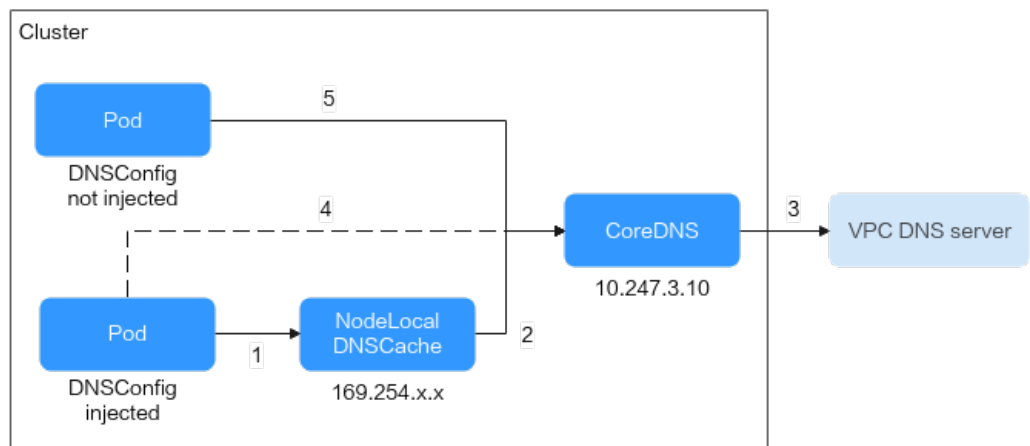 Cluster
Pod
5
DNSConfig
not injected
4
CoreDNS
3
VPC DNS server
10.247.3.10
Pod
1
NodeLocal
DNSCache
2
DNSConfig
injected
169.254.x.x